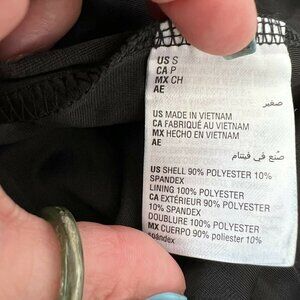 US S
CA P
MX CH
AE
صغير
US MADE IN VIETNAM
CA FABRIQUÉ AU VIETNAM
MX HECHO EN VIETNAM
AE
صُنع في فيتنام
US SHELL 90% POLYESTER 10%
SPANDEX
LINING 100% POLYESTER
CA EXTÉRIEUR 90% POLYESTER
10% SPANDEX
DOUBLURE 100% POLYESTER
MX CUERPO 90% poliéster 10%
spándex